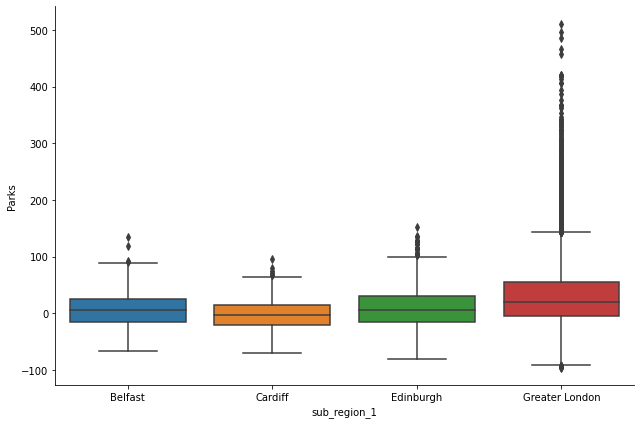 500
400
300
200
100
0
−100
Parks
Belfast
Cardiff
Edinburgh
Greater London
sub_region_1